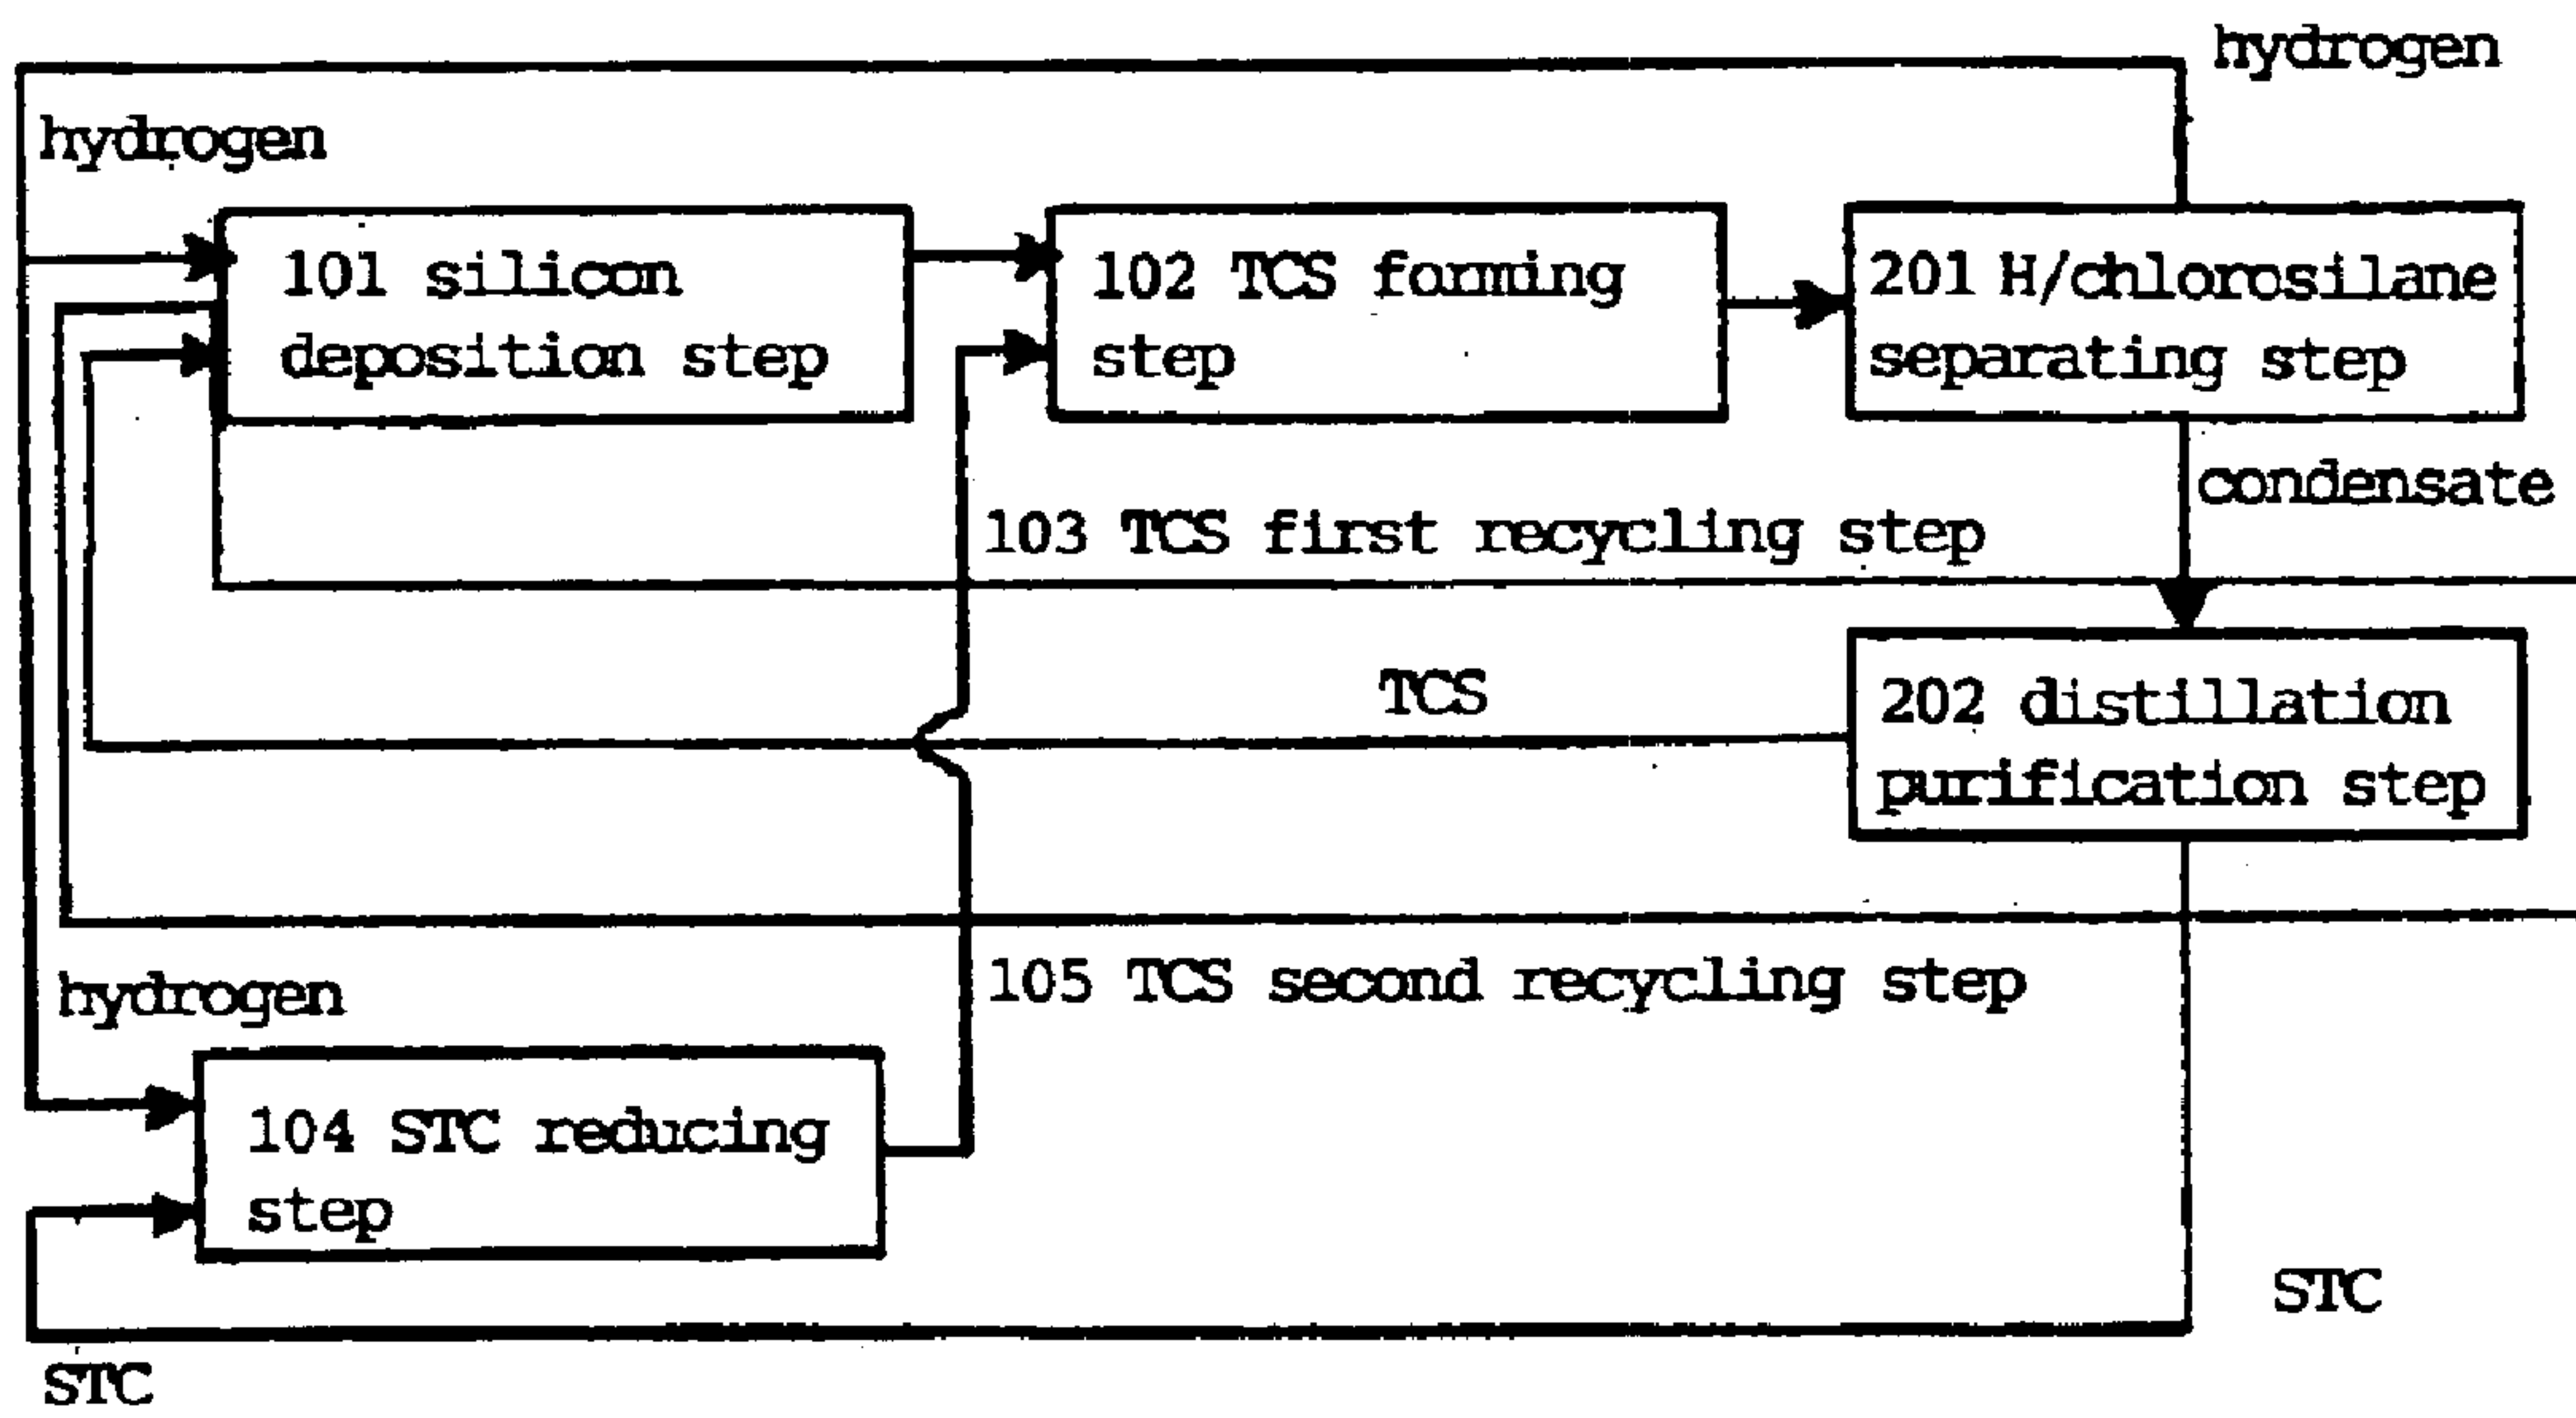 hydrogen
hydrogen
101 silicon
deposition step
102 TCS forming
step
201 H/chlorosilane
separating step
condensate
103 TCS first recycling step
TCS
202 distillation
purification step
105 TCS second recycling step
hydrogen
104 STC reducing
step
STC
STC